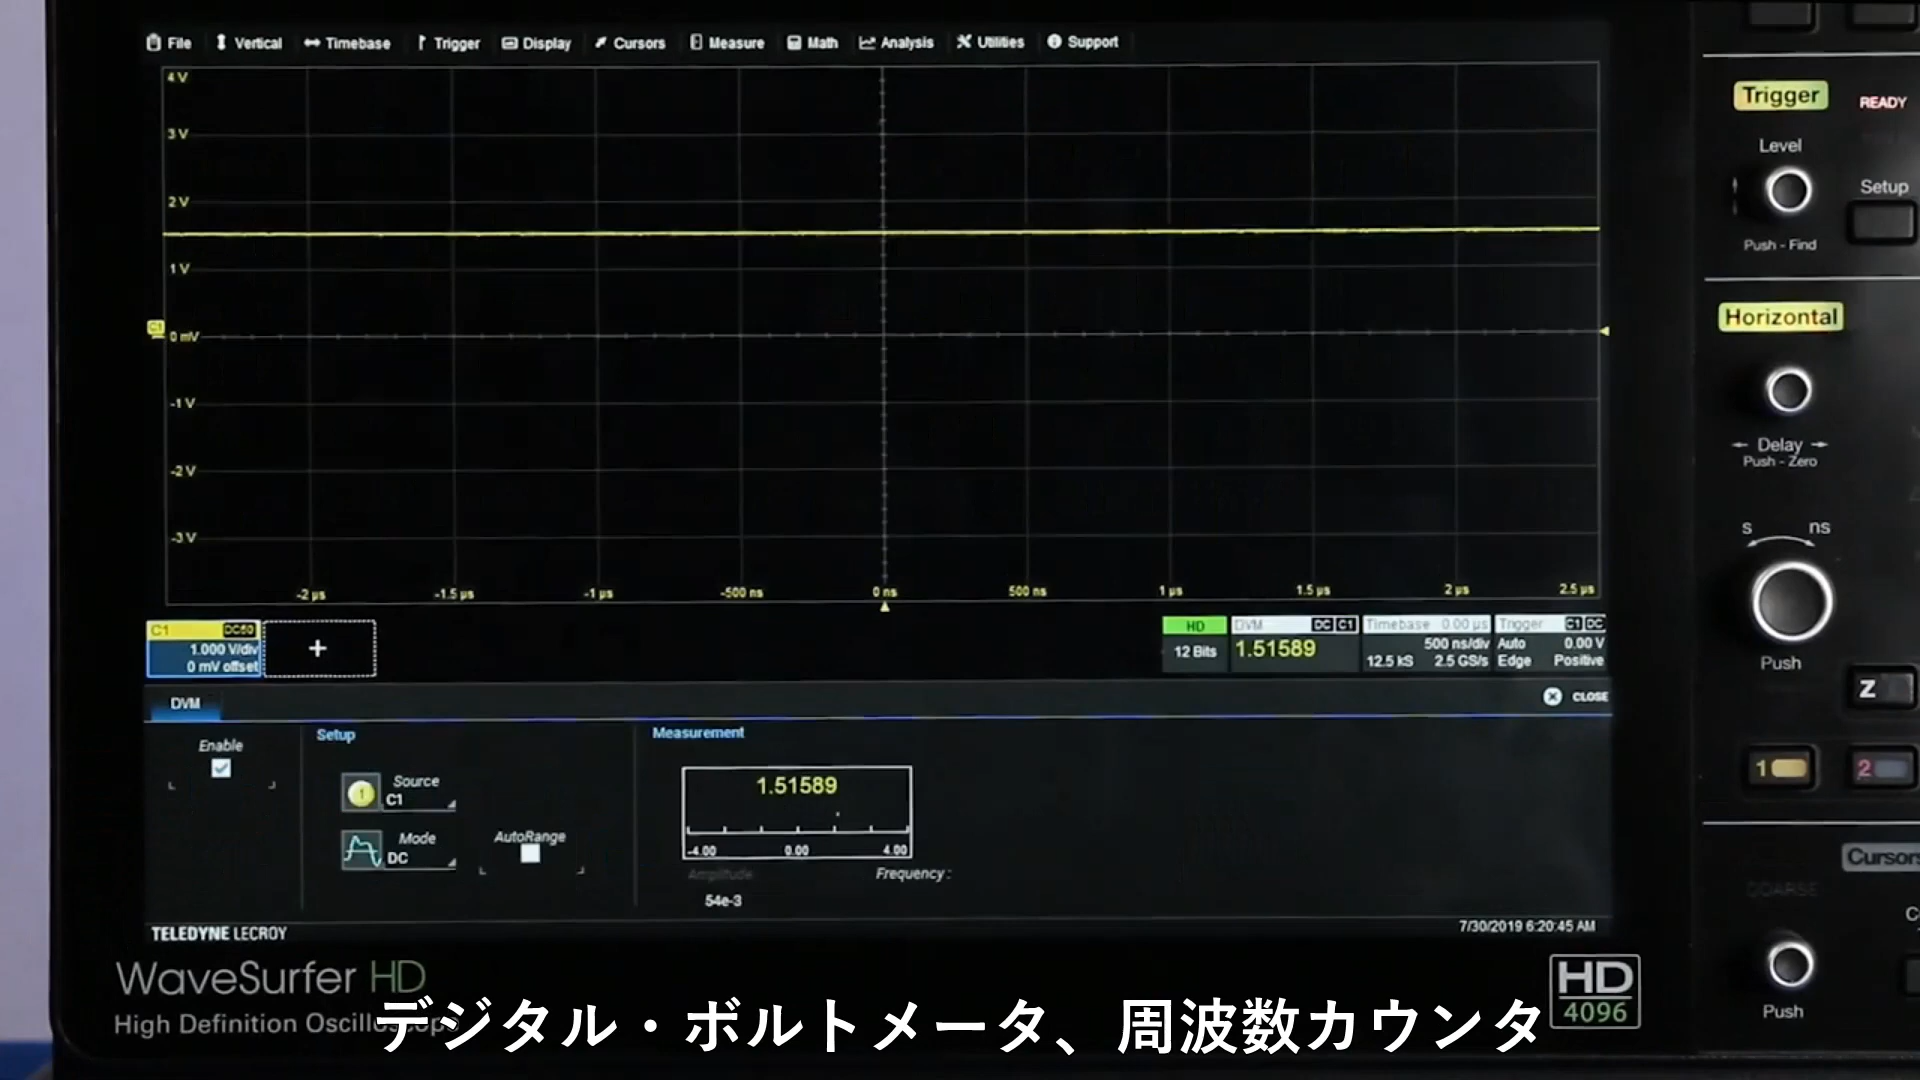 File Vertical Timebase Trigger Display Cursors Measure Math Analysis Utilities Support
4 V
3 V
2 V
1 V
C1
0 mV
-1 V
-2 V
-3 V
-2 µs -1.5 µs -1 µs -500 ns 0 ns 500 ns 1 µs 1.5 µs 2 µs 2.5 µs
C1 DC50
1.000 V/div
0 mV offset
+
HD
12 Bits
DVM DC C1
1.51589
Timebase 0.00 µs
500 ns/div
12.5 kS 2.5 GS/s
Trigger C1 DC
Auto 0.00 V
Edge Positive
DVM
CLOSE
Enable
Setup
Source
C1
Mode
DC
AutoRange
Measurement
1.51589
-4.00 0.00 4.00
Amplitude
54e-3
Frequency :
TELEDYNE LECROY
7/30/2019 6:20:45 AM
WaveSurfer HD
High Definition
HD
4096
デジタル・ボルトメータ、周波数カウンタ
Trigger READY
Level
Setup
Push - Find
Horizontal
Delay
Push - Zero
s ns
Push
Z
1 2
Cursors
COARSE
Push